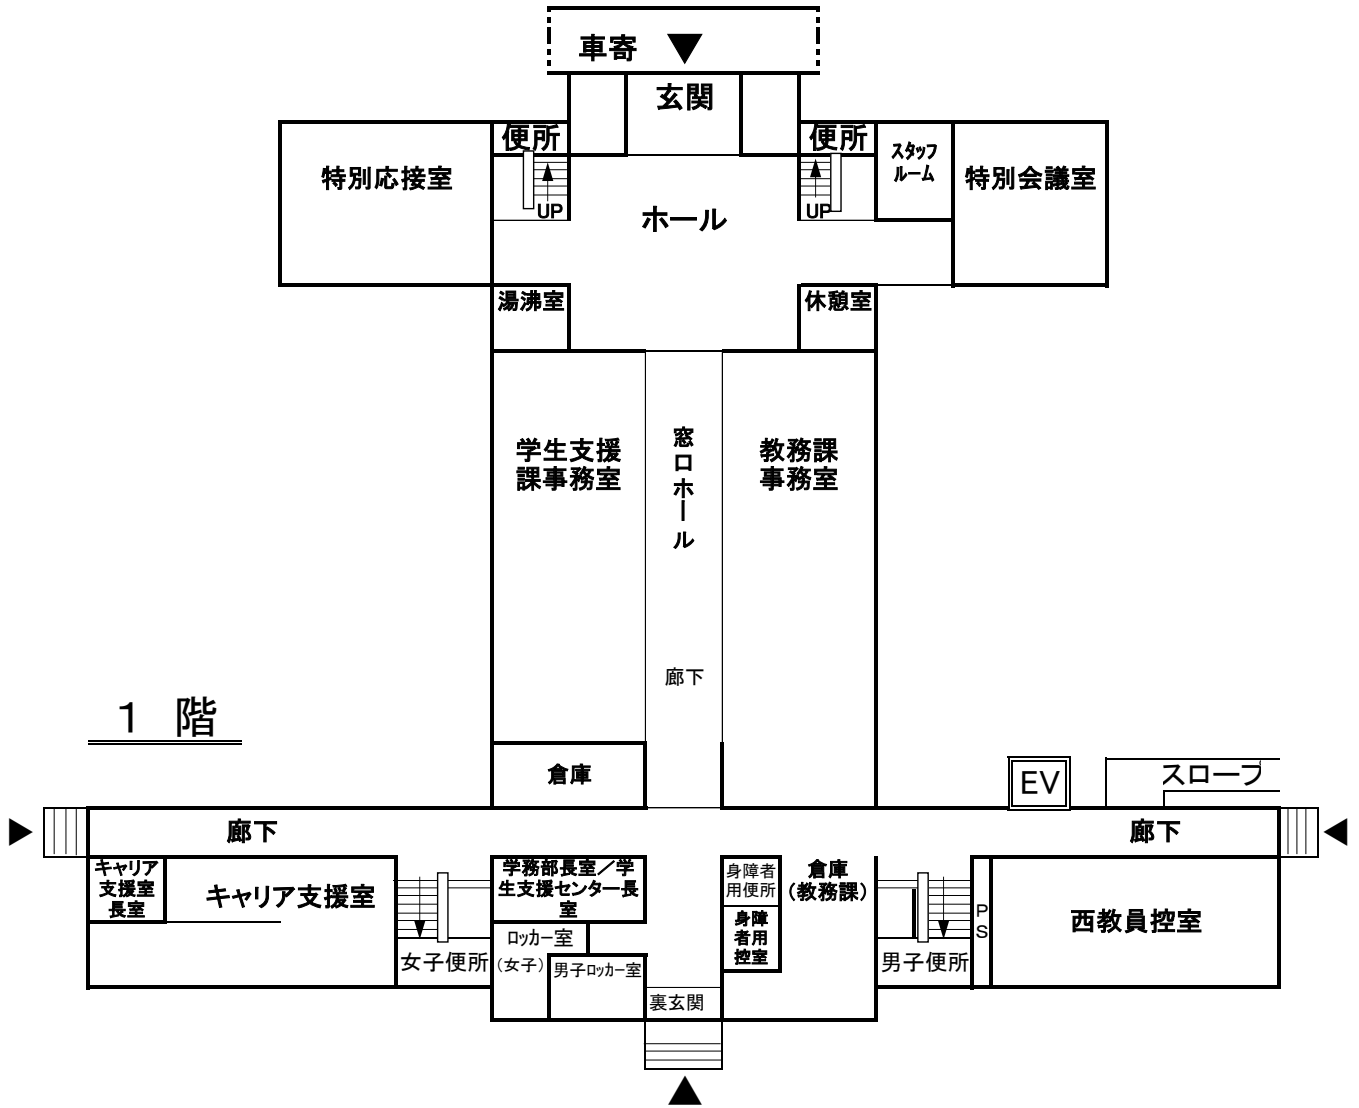 車寄
玄関
便所
便所
スタッフ
ルーム
特別応接室
特別会議室
UP
UP
ホール
湯沸室
休憩室
学生支援
課事務室
窓口ホール
教務課
事務室
廊下
1 階
倉庫
EV
スロープ
廊下
廊下
キャリア
支援室
長室
キャリア支援室
学務部長室／学
生支援センター長
室
身障者
用便所
倉庫
(教務課)
身障
者用
控室
PS
西教員控室
ロッカー室
(女子)
男子ロッカー室
女子便所
男子便所
裏玄関